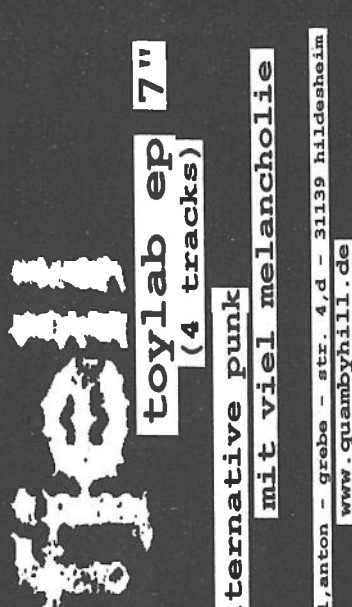 toylab ep 7"
(4 tracks)
ternative punk
mit viel melancholie
l,anton - grebe - str. 4,d - 31139 hildesheim
www.quambyhill.de